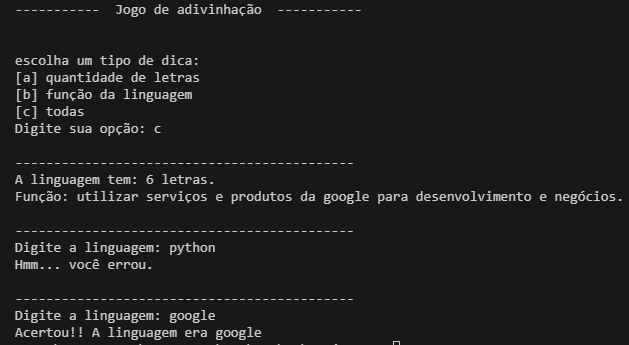 -----------  Jogo de adivinhação  -----------
escolha um tipo de dica:
[a] quantidade de letras
[b] função da linguagem
[c] todas
Digite sua opção: c
--------------------------------------------
A linguagem tem: 6 letras.
Função: utilizar serviços e produtos da google para desenvolvimento e negócios.
--------------------------------------------
Digite a linguagem: python
Hmm... você errou.
--------------------------------------------
Digite a linguagem: google
Acertou!! A linguagem era google